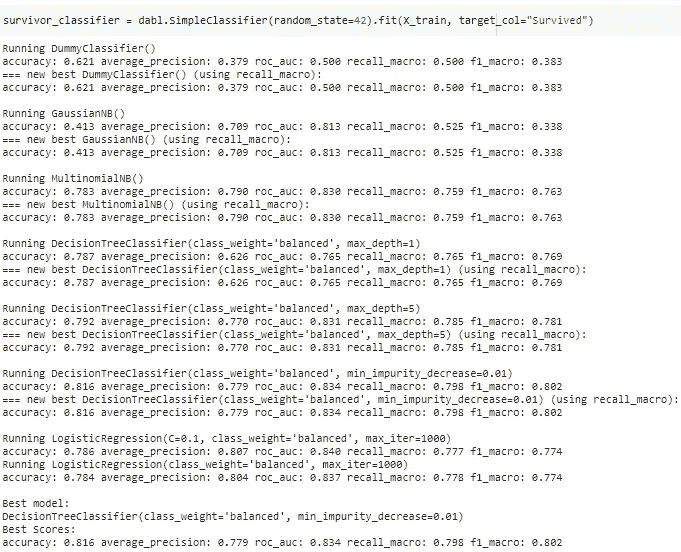 survivor_classifier = dabl.SimpleClassifier(random_state=42).fit(X_train, target_col="Survived")
Running DummyClassifier()
accuracy: 0.621 average_precision: 0.379 roc_auc: 0.500 recall_macro: 0.500 f1_macro: 0.383
=== new best DummyClassifier() (using recall_macro):
accuracy: 0.621 average_precision: 0.379 roc_auc: 0.500 recall_macro: 0.500 f1_macro: 0.383
Running GaussianNB()
accuracy: 0.413 average_precision: 0.709 roc_auc: 0.813 recall_macro: 0.525 f1_macro: 0.338
=== new best GaussianNB() (using recall_macro):
accuracy: 0.413 average_precision: 0.709 roc_auc: 0.813 recall_macro: 0.525 f1_macro: 0.338
Running MultinomialNB()
accuracy: 0.783 average_precision: 0.790 roc_auc: 0.830 recall_macro: 0.759 f1_macro: 0.763
=== new best MultinomialNB() (using recall_macro):
accuracy: 0.783 average_precision: 0.790 roc_auc: 0.830 recall_macro: 0.759 f1_macro: 0.763
Running DecisionTreeClassifier(class_weight='balanced', max_depth=1)
accuracy: 0.787 average_precision: 0.626 roc_auc: 0.765 recall_macro: 0.765 f1_macro: 0.769
=== new best DecisionTreeClassifier(class_weight='balanced', max_depth=1) (using recall_macro):
accuracy: 0.787 average_precision: 0.626 roc_auc: 0.765 recall_macro: 0.765 f1_macro: 0.769
Running DecisionTreeClassifier(class_weight='balanced', max_depth=5)
accuracy: 0.792 average_precision: 0.770 roc_auc: 0.831 recall_macro: 0.785 f1_macro: 0.781
=== new best DecisionTreeClassifier(class_weight='balanced', max_depth=5) (using recall_macro):
accuracy: 0.792 average_precision: 0.770 roc_auc: 0.831 recall_macro: 0.785 f1_macro: 0.781
Running DecisionTreeClassifier(class_weight='balanced', min_impurity_decrease=0.01)
accuracy: 0.816 average_precision: 0.779 roc_auc: 0.834 recall_macro: 0.798 f1_macro: 0.802
=== new best DecisionTreeClassifier(class_weight='balanced', min_impurity_decrease=0.01) (using recall_macro):
accuracy: 0.816 average_precision: 0.779 roc_auc: 0.834 recall_macro: 0.798 f1_macro: 0.802
Running LogisticRegression(C=0.1, class_weight='balanced', max_iter=1000)
accuracy: 0.786 average_precision: 0.807 roc_auc: 0.840 recall_macro: 0.777 f1_macro: 0.774
Running LogisticRegression(class_weight='balanced', max_iter=1000)
accuracy: 0.784 average_precision: 0.804 roc_auc: 0.837 recall_macro: 0.778 f1_macro: 0.774
Best model:
DecisionTreeClassifier(class_weight='balanced', min_impurity_decrease=0.01)
Best Scores:
accuracy: 0.816 average_precision: 0.779 roc_auc: 0.834 recall_macro: 0.798 f1_macro: 0.802